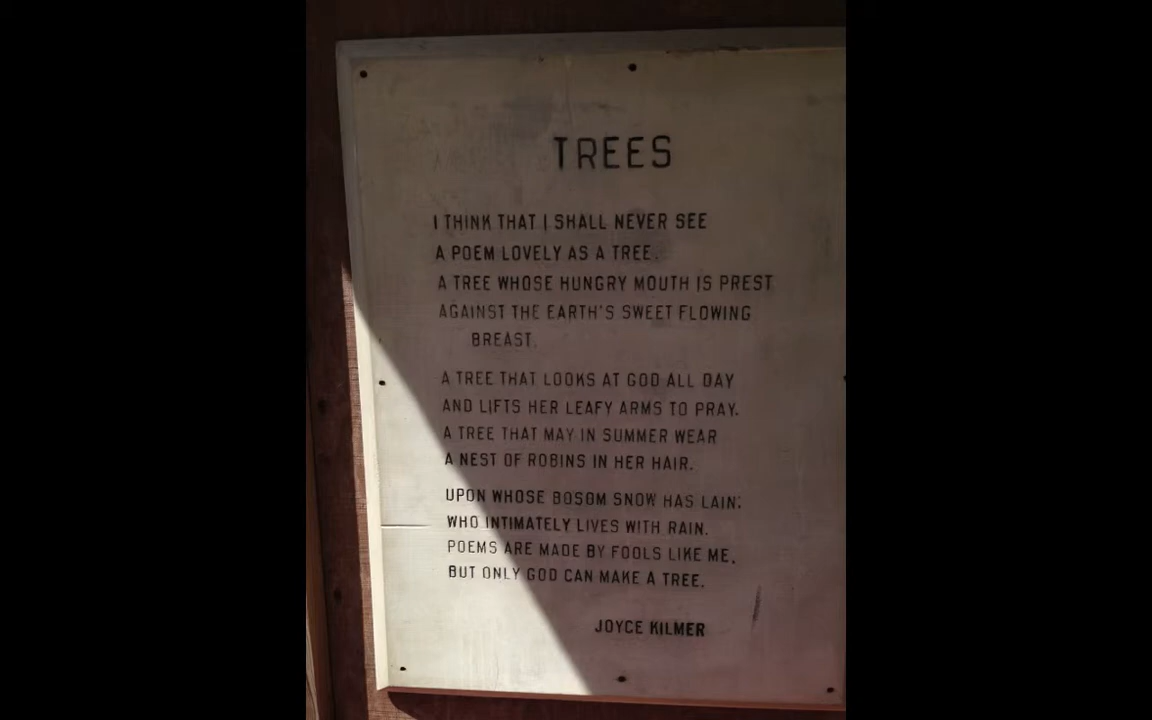 TREES
I THINK THAT I SHALL NEVER SEE
A POEM LOVELY AS A TREE.
A TREE WHOSE HUNGRY MOUTH IS PREST
AGAINST THE EARTH'S SWEET FLOWING
BREAST.
A TREE THAT LOOKS AT GOD ALL DAY
AND LIFTS HER LEAFY ARMS TO PRAY.
A TREE THAT MAY IN SUMMER WEAR
A NEST OF ROBINS IN HER HAIR.
UPON WHOSE BOSOM SNOW HAS LAIN;
WHO INTIMATELY LIVES WITH RAIN.
POEMS ARE MADE BY FOOLS LIKE ME,
BUT ONLY GOD CAN MAKE A TREE.
JOYCE KILMER